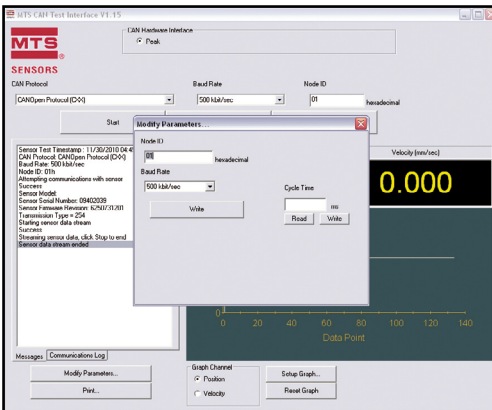 MTS CAN Test Interface V1.15
MTS
®
SENSORS
CAN Hardware Interface
Peak
CAN Protocol
Baud Rate
Node ID
CANOpen Protocol (CXX)
500 kbit/sec
01
hexadecimal
Start
Modify Parameters...
Node ID
01
hexadecimal
Baud Rate
500 kbit/sec
Write
Cycle Time
ms
Read
Write
Sensor Test Timestamp : 11/30/2010 04:4
CAN Protocol: CANOpen Protocol (CXX)
Baud Rate: 500 kbit/sec
Node ID: 01h
Attempting communications with sensor
Success
Sensor Model:
Sensor Serial Number: 09402039
Sensor Firmware Revision: 6250/31201
Transmission Type = 254
Starting sensor data stream
Success
Streaming sensor data, click Stop to end
Sensor data stream ended
Velocity (mm/sec)
0.000
0
0 20 40 60 80 100 120 140
Data Point
Messages
Communications Log
Modify Parameters...
Print...
Graph Channel
Position
Velocity
Setup Graph...
Reset Graph